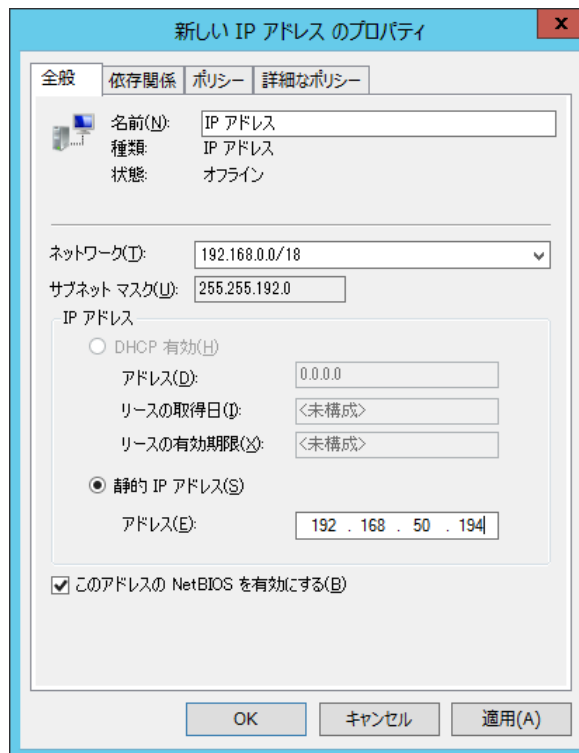 新しい IP アドレス のプロパティ
x
全般 依存関係 ポリシー 詳細なポリシー
名前(N): IP アドレス
種類: IP アドレス
状態: オフライン
ネットワーク(T): 192.168.0.0/18
サブネット マスク(U): 255.255.192.0
IP アドレス
DHCP 有効(H)
アドレス(D): 0.0.0.0
リースの取得日(I): <未構成>
リースの有効期限(X): <未構成>
静的 IP アドレス(S)
アドレス(E): 192 . 168 . 50 . 194
このアドレスの NetBIOS を有効にする(B)
OK キャンセル 適用(A)